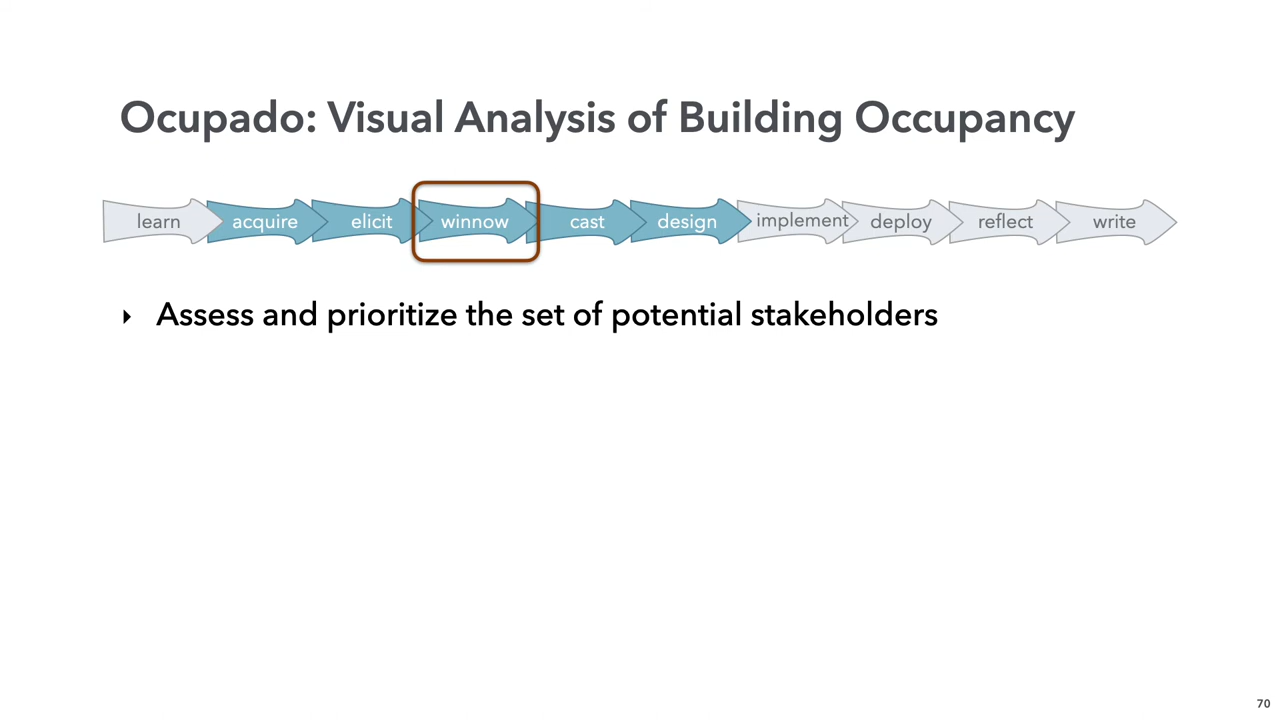 Ocupado: Visual Analysis of Building Occupancy
learn acquire elicit winnow cast design implement deploy reflect write
‣ Assess and prioritize the set of potential stakeholders
70